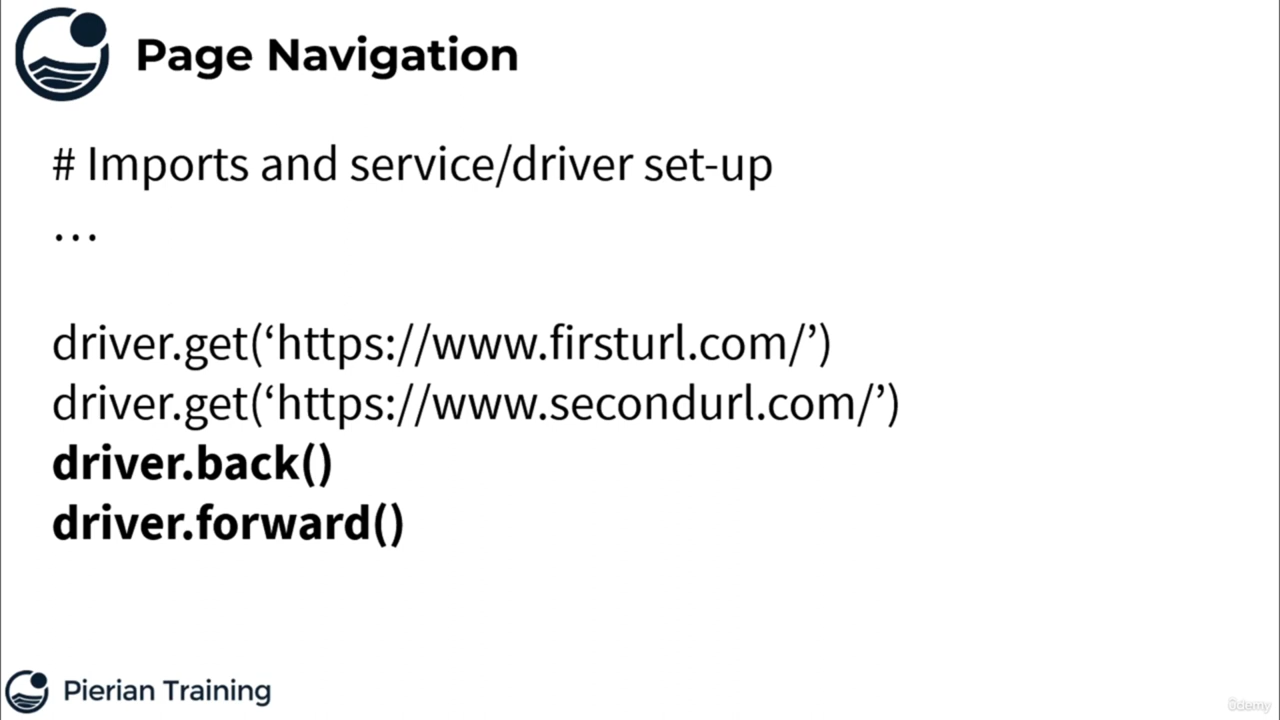 Page Navigation
# Imports and service/driver set-up
…
driver.get(‘https://www.firsturl.com/’)
driver.get(‘https://www.secondurl.com/’)
driver.back()
driver.forward()
Pierian Training
ûdemy